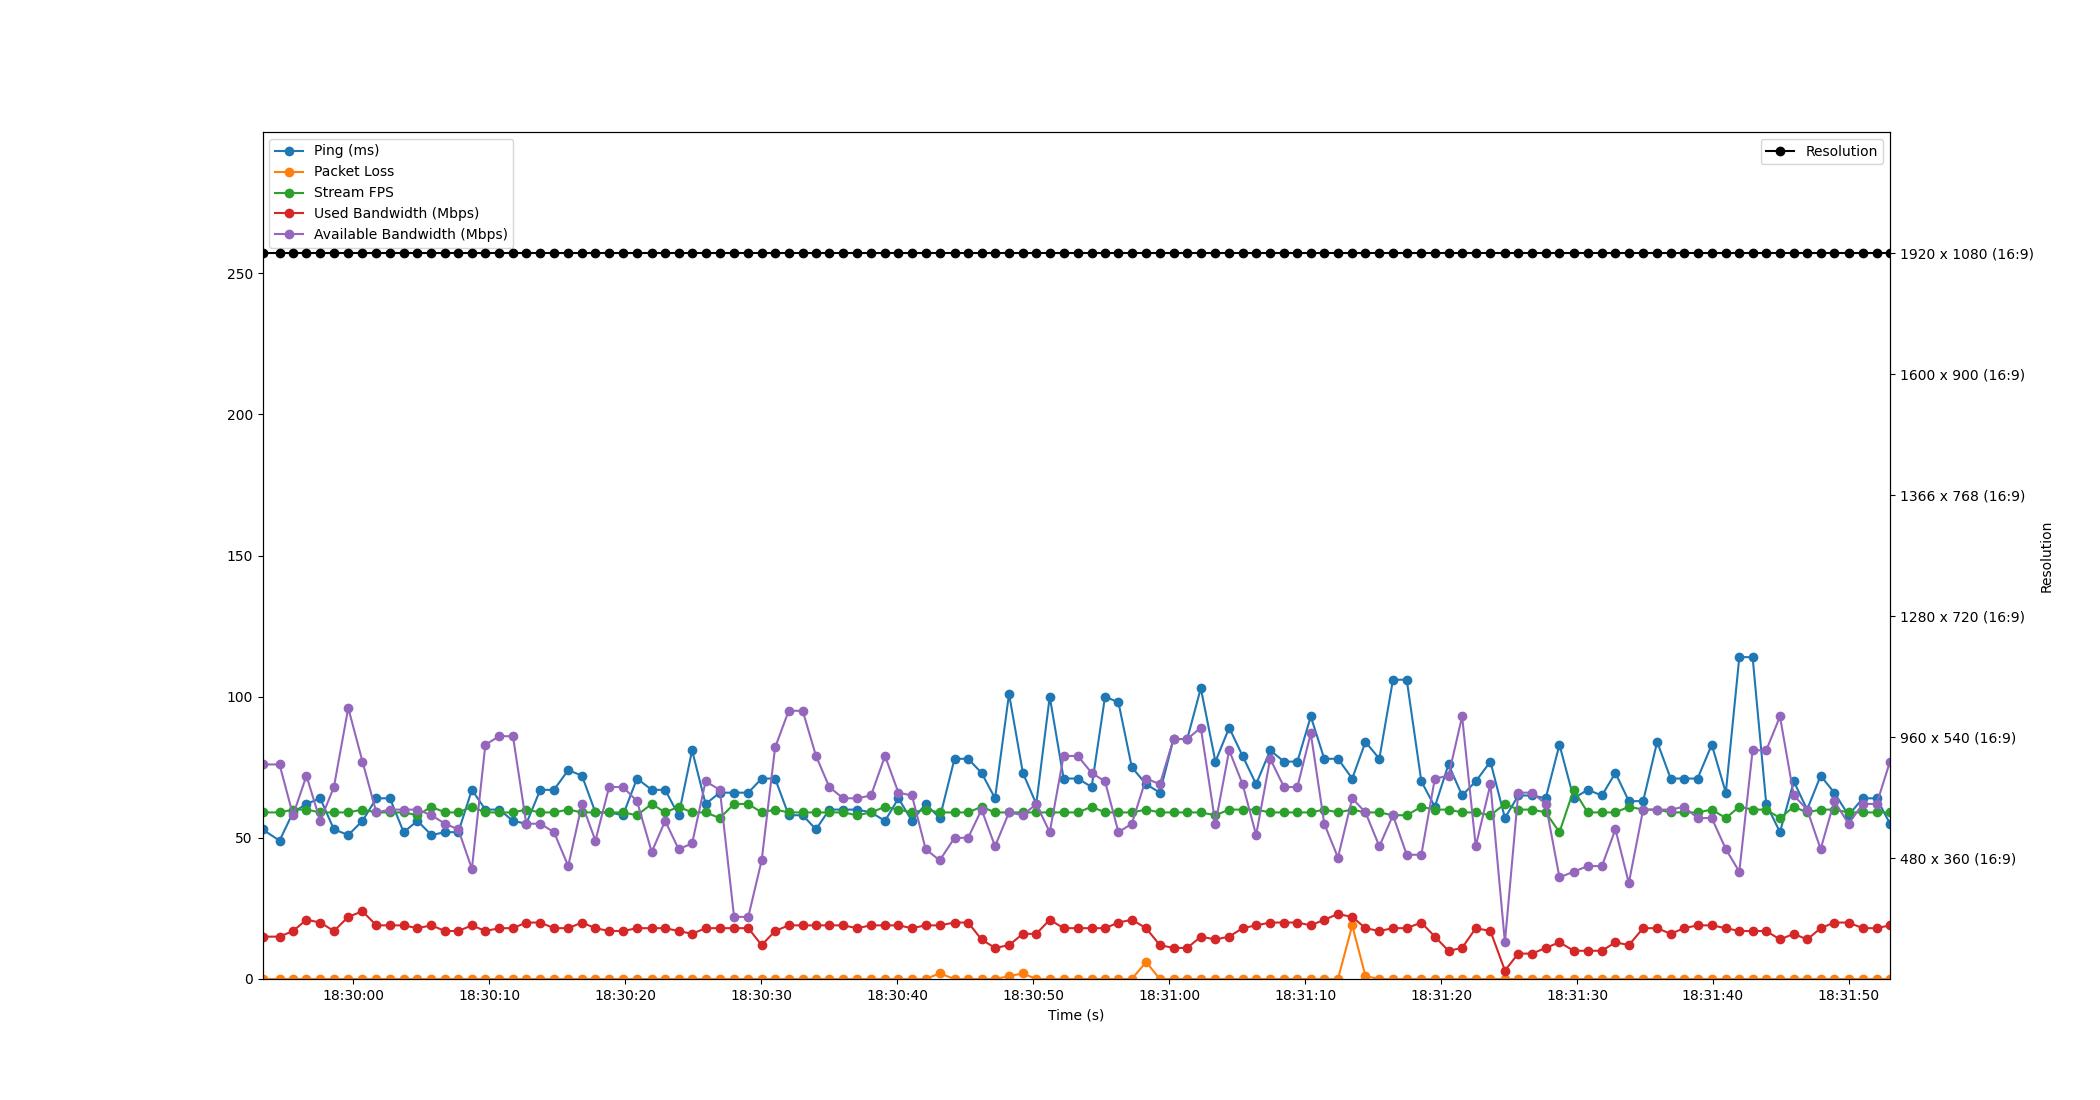 Ping (ms)
Packet Loss
Stream FPS
Used Bandwidth (Mbps)
Available Bandwidth (Mbps)
Resolution
250
200
150
100
50
0
1920 x 1080 (16:9)
1600 x 900 (16:9)
1366 x 768 (16:9)
1280 x 720 (16:9)
960 x 540 (16:9)
480 x 360 (16:9)
Resolution
18:30:00 18:30:10 18:30:20 18:30:30 18:30:40 18:30:50 18:31:00 18:31:10 18:31:20 18:31:30 18:31:40 18:31:50
Time (s)